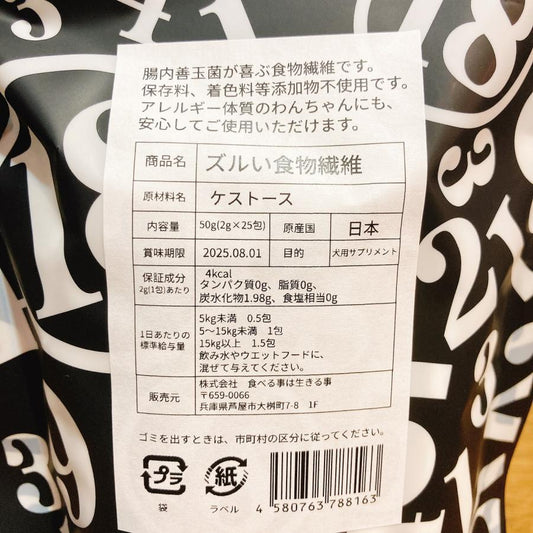 腸内善玉菌が喜ぶ食物繊維です。
保存料、着色料等添加物不使用です。
アレルギー体質のわんちゃんにも、
安心してご使用いただけます。
商品名 ズルい食物繊維
原材料名 ケストース
内容量 50g(2g×25包) 原産国 日本
賞味期限 2025.08.01 目的 犬用サプリメント
保証成分
2g(1包)あたり
4kcal
タンパク質0g、脂質0g、
炭水化物1.98g、食塩相当0g
1日あたりの
標準給与量
5kg未満 0.5包
5〜15kg未満 1包
15kg以上 1.5包
飲み水やウエットフードに、
混ぜて与えてください。
販売元
株式会社 食べる事は生きる事
〒659-0066
兵庫県芦屋市大桝町7-8 1F
ゴミを出すときは、市町村の区分に従ってください。
プラ
袋
紙
ラベル
4 580763 788163